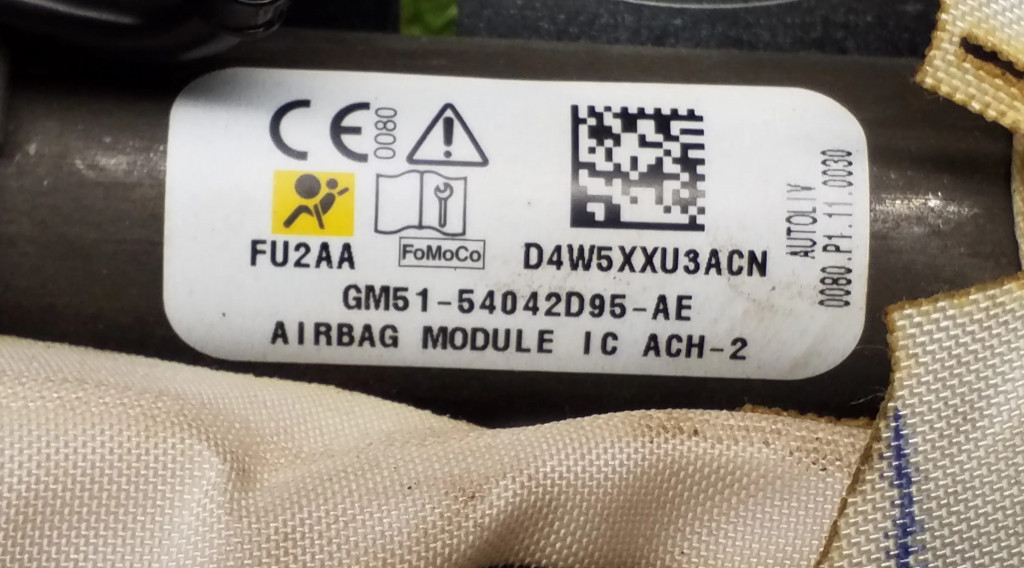 CE 0080
FU2AA
FoMoCo
D4W5XXU3ACN
GM51-54042D95-AE
AIRBAG MODULE IC ACH-2
AUTOLIV
0080.P1.11.0030